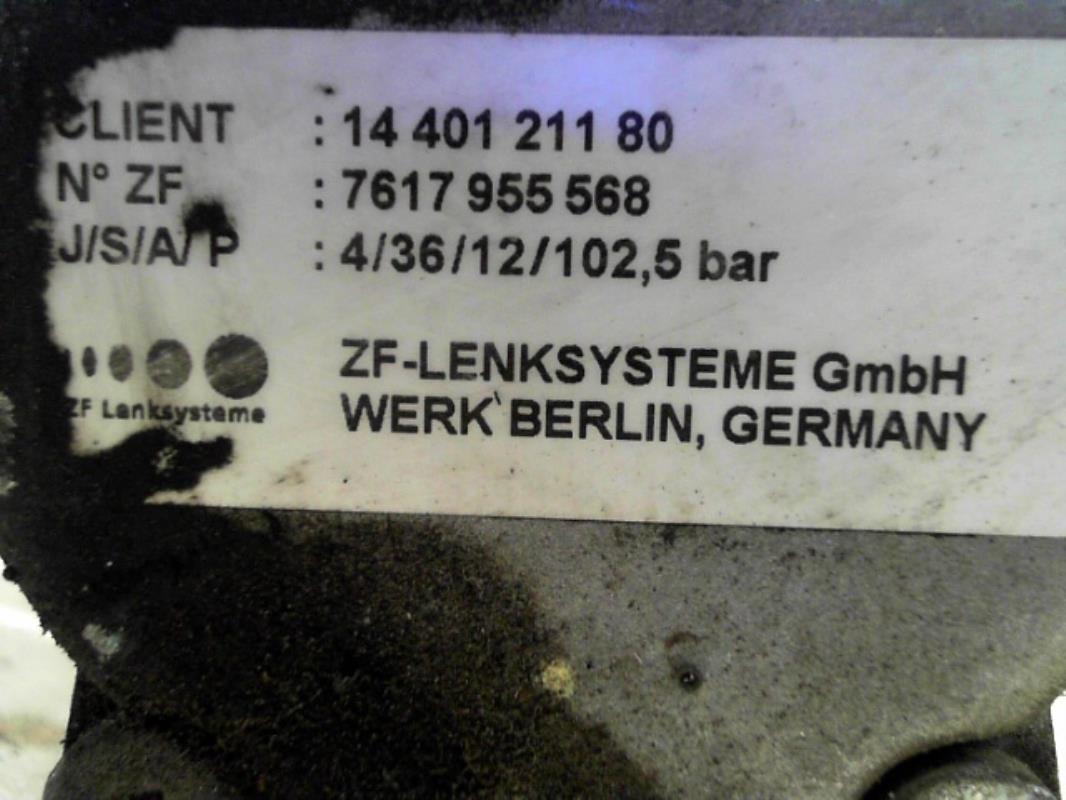 CLIENT : 14 401 211 80
N° ZF : 7617 955 568
J/S/A/ P : 4/36/12/102,5 bar
ZF-LENKSYSTEME GmbH
WERK BERLIN, GERMANY
ZF Lenksysteme